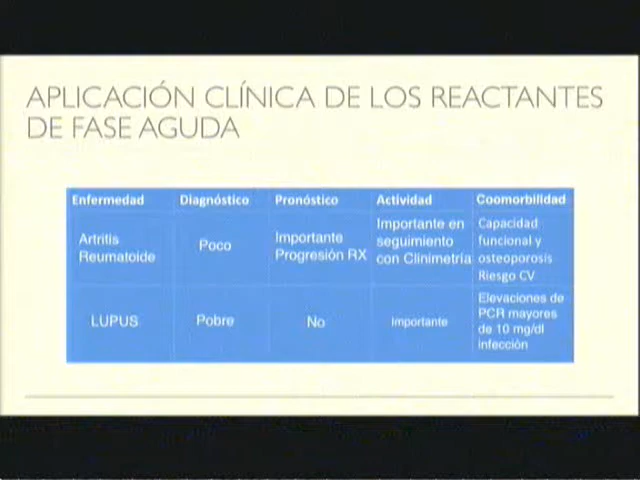 APLICACIÓN CLÍNICA DE LOS REACTANTES
DE FASE AGUDA
Enfermedad Diagnóstico Pronóstico Actividad Coomorbilidad
Artritis
Reumatoide
Poco
Importante
Progresión RX
Importante en
seguimiento
con Clinimetría
Capacidad
funcional y
osteoporosis
Riesgo CV
LUPUS
Pobre
No
importante
Elevaciones de
PCR mayores
de 10 mg/dl
infección